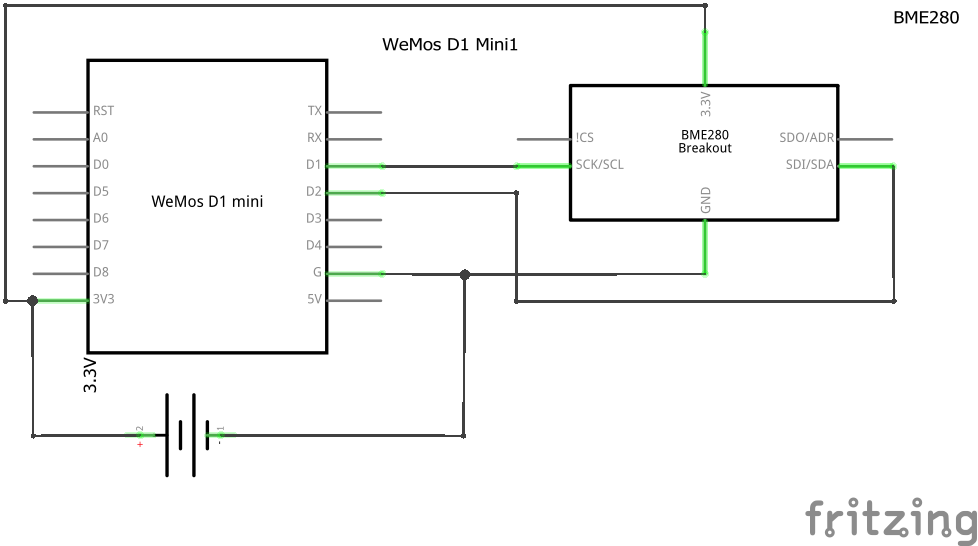 BME280
WeMos D1 Mini1
RST
A0
D0
D5
D6
D7
D8
3V3
TX
RX
D1
D2
D3
D4
G
5V
WeMos D1 mini
3.3V
3.3V
!CS
SCK/SCL
BME280
Breakout
SDO/ADR
SDI/SDA
GND
2
+
1
-
fritzing